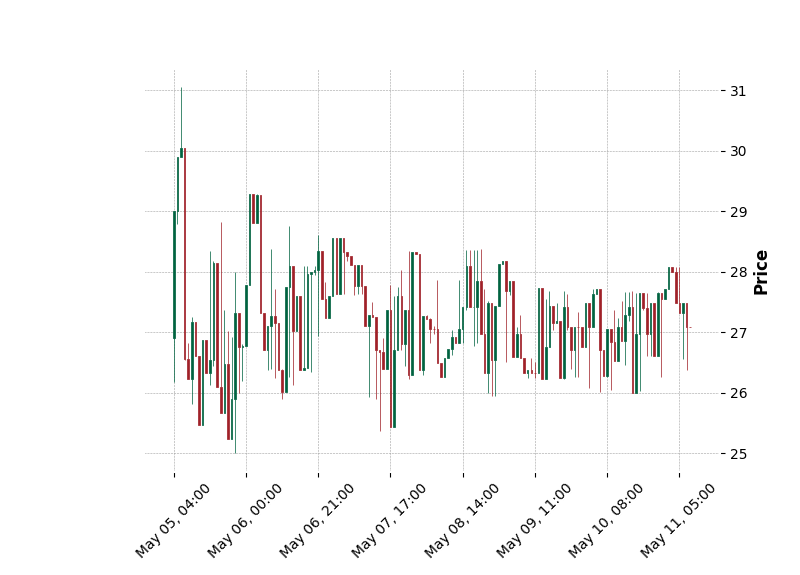 31
30
29
28
27
26
25
Price
May 05, 04:00
May 06, 00:00
May 06, 21:00
May 07, 17:00
May 08, 14:00
May 09, 11:00
May 10, 08:00
May 11, 05:00